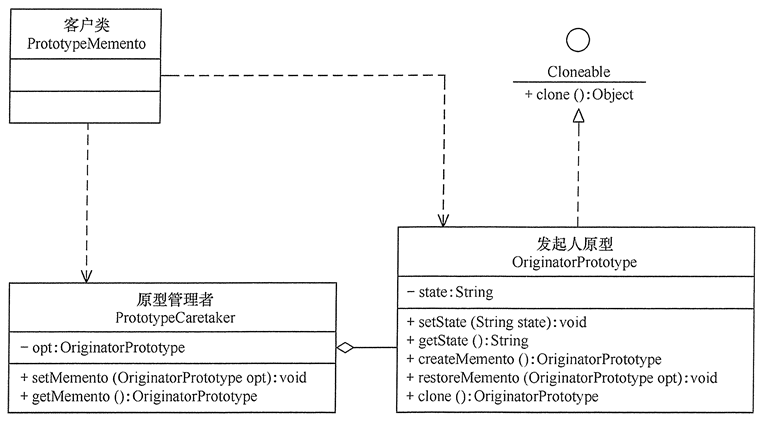 客户类
PrototypeMemento
Cloneable
+ clone ():Object
发起人原型
OriginatorPrototype
- state:String
+ setState (String state):void
+ getState ():String
+ createMemento ():OriginatorPrototype
+ restoreMemento (OriginatorPrototype opt):void
+ clone ():OriginatorPrototype
原型管理者
PrototypeCaretaker
- opt:OriginatorPrototype
+ setMemento (OriginatorPrototype opt):void
+ getMemento ():OriginatorPrototype